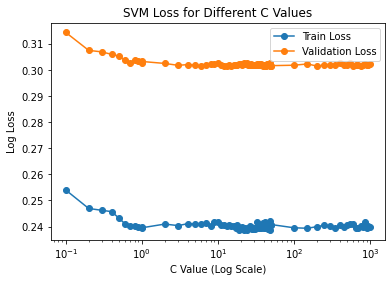 SVM Loss for Different C Values
Train Loss
Validation Loss
Log Loss
0.31
0.30
0.29
0.28
0.27
0.26
0.25
0.24
10⁻¹ 10⁰ 10¹ 10² 10³
C Value (Log Scale)